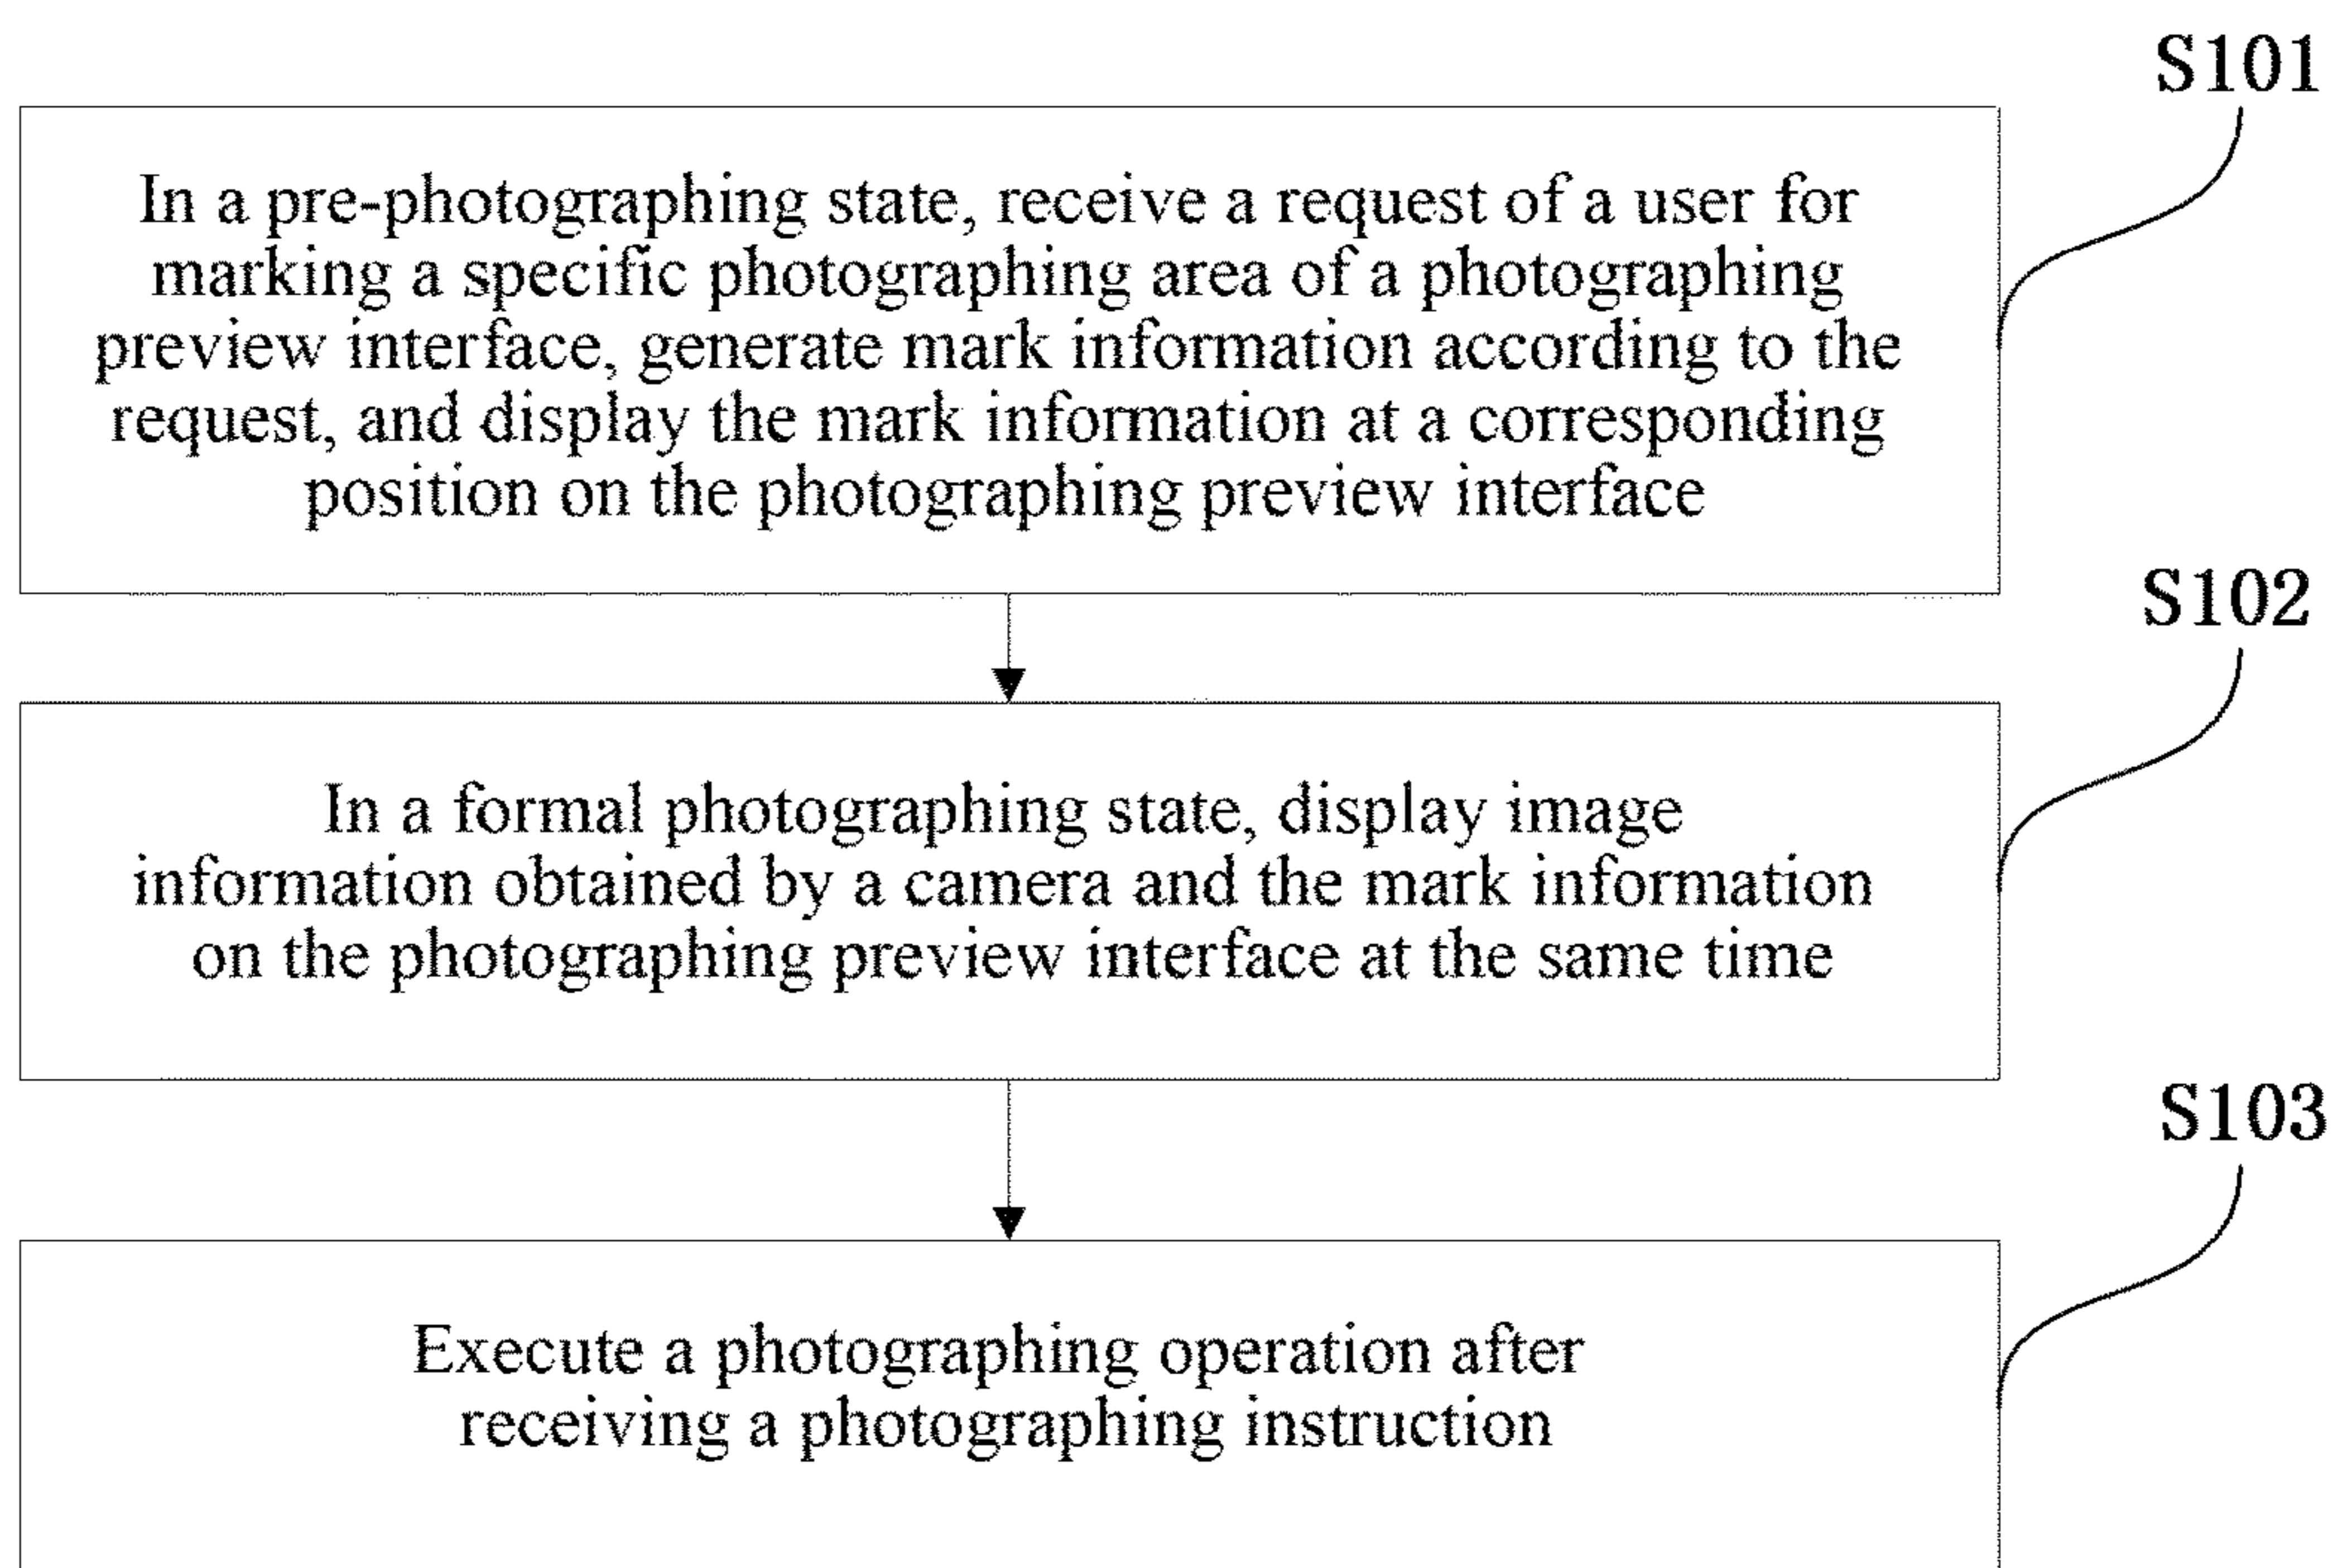 S101
In a pre-photographing state, receive a request of a user for
marking a specific photographing area of a photographing
preview interface, generate mark information according to the
request, and display the mark information at a corresponding
position on the photographing preview interface
S102
In a formal photographing state, display image
information obtained by a camera and the mark information
on the photographing preview interface at the same time
S103
Execute a photographing operation after
receiving a photographing instruction